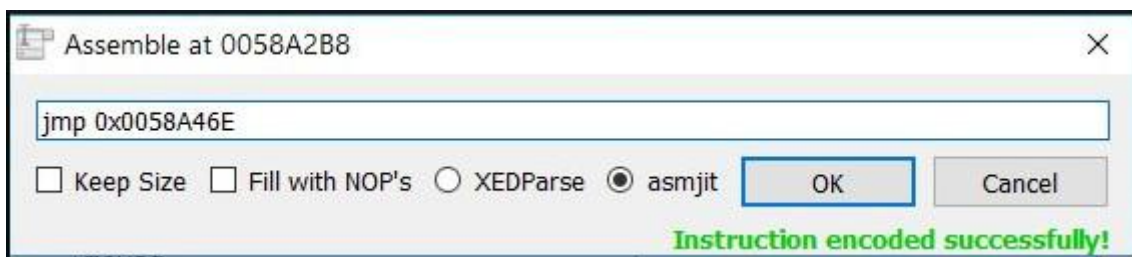 Assemble at 0058A2B8
jmp 0x0058A46E
Keep Size Fill with NOP's XEDParse asmjit OK Cancel
Instruction encoded successfully!